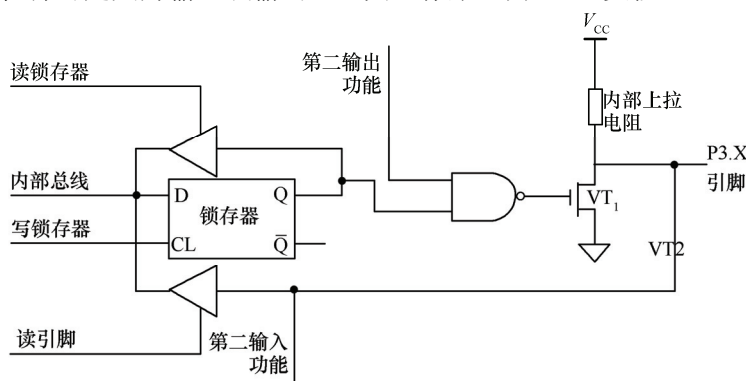 V_CC
第二输出
功能
读锁存器
内部上拉
电阻
内部总线
D
Q
锁存器
写锁存器
CL
Q̅
P3.X
引脚
VT₁
VT2
读引脚
第二输入
功能